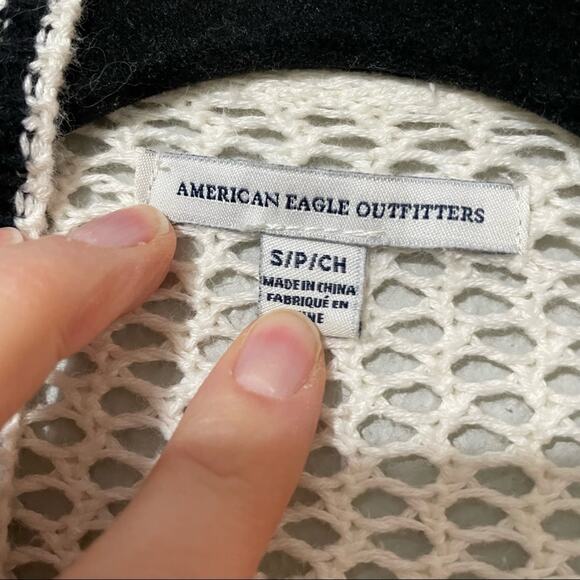 AMERICAN EAGLE OUTFITTERS
S/P/CH
MADE IN CHINA
FABRIQUÉ EN